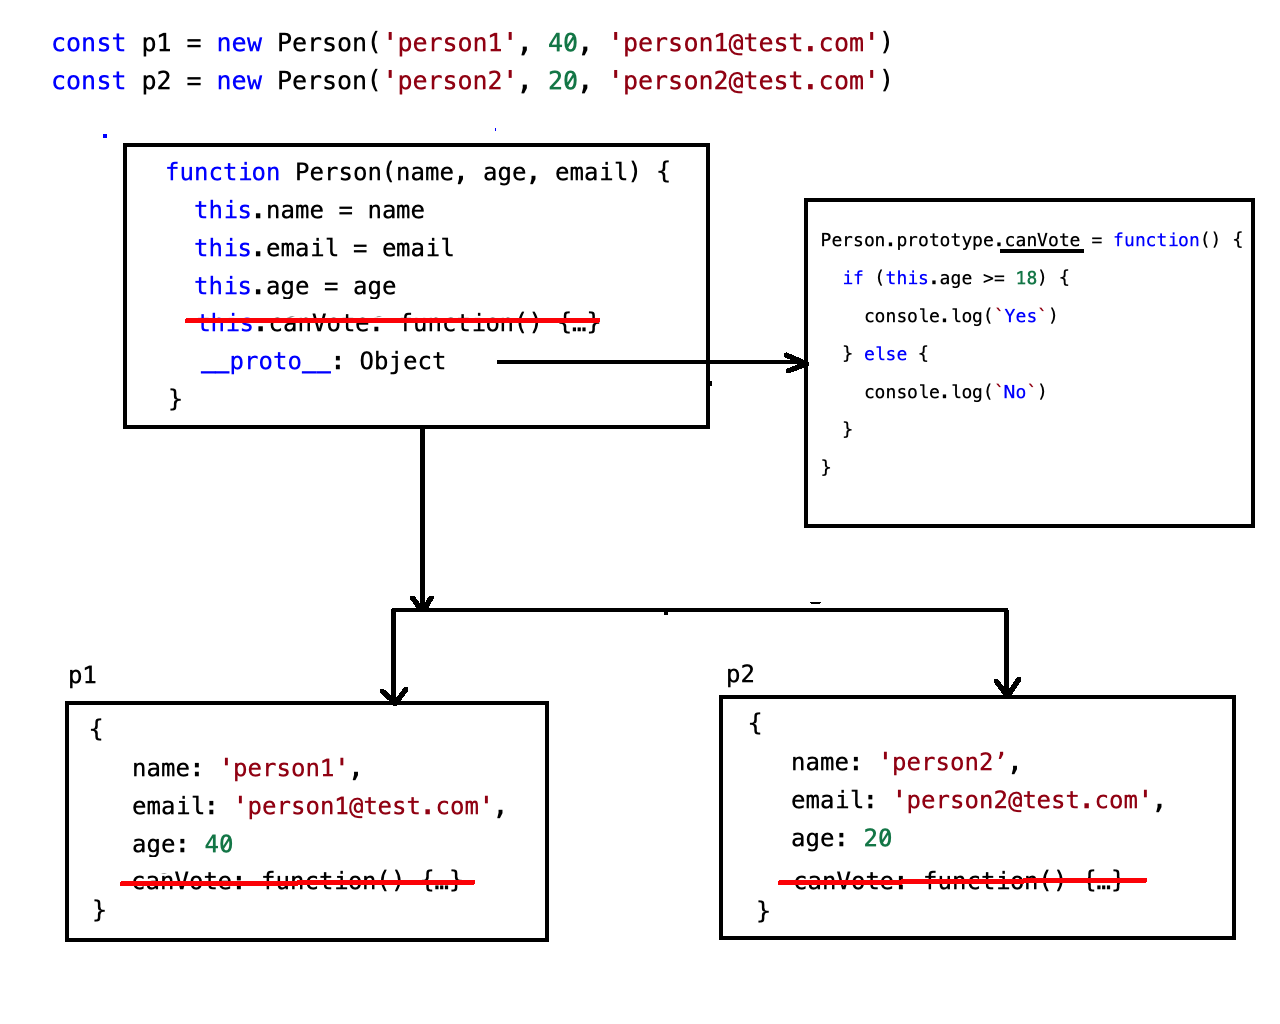 const p1 = new Person('person1', 40, 'person1@test.com')
const p2 = new Person('person2', 20, 'person2@test.com')
function Person(name, age, email) {
this.name = name
this.email = email
this.age = age
this.canVote: function() {…}
__proto__: Object
}
Person.prototype.canVote = function() {
if (this.age >= 18) {
console.log(`Yes`)
} else {
console.log(`No`)
}
}
p1
{
name: 'person1',
email: 'person1@test.com',
age: 40
canVote: function() {…}
}
p2
{
name: 'person2’,
email: 'person2@test.com',
age: 20
canVote: function() {…}
}